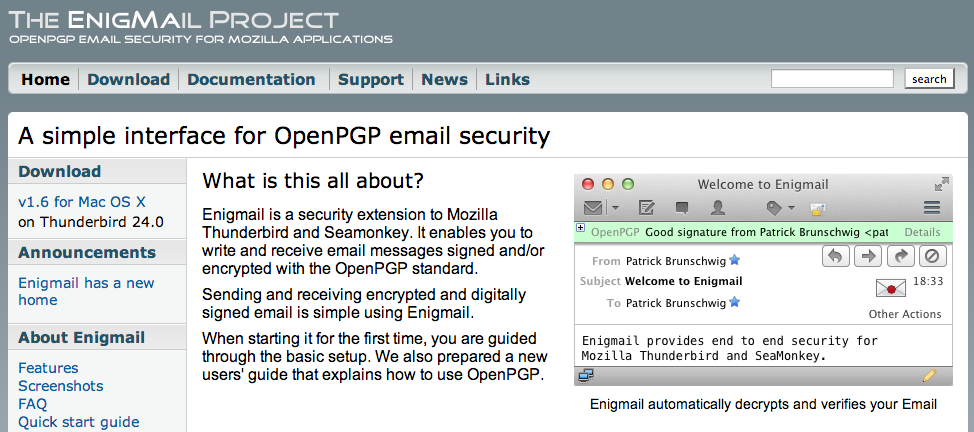 THE ENIGMAIL PROJECT
OPENPGP EMAIL SECURITY FOR MOZILLA APPLICATIONS
Home Download Documentation Support News Links search
A simple interface for OpenPGP email security
Download
v1.6 for Mac OS X
on Thunderbird 24.0
Announcements
Enigmail has a new
home
About Enigmail
Features
Screenshots
FAQ
Quick start guide
What is this all about?
Enigmail is a security extension to Mozilla
Thunderbird and Seamonkey. It enables you to
write and receive email messages signed and/or
encrypted with the OpenPGP standard.
Sending and receiving encrypted and digitally
signed email is simple using Enigmail.
When starting it for the first time, you are guided
through the basic setup. We also prepared a new
users' guide that explains how to use OpenPGP.
Welcome to Enigmail
OpenPGP Good signature from Patrick Brunschwig <pat Details
From Patrick Brunschwig
Subject Welcome to Enigmail 18:33
To Patrick Brunschwig
Other Actions
Enigmail provides end to end security for
Mozilla Thunderbird and SeaMonkey.
Enigmail automatically decrypts and verifies your Email